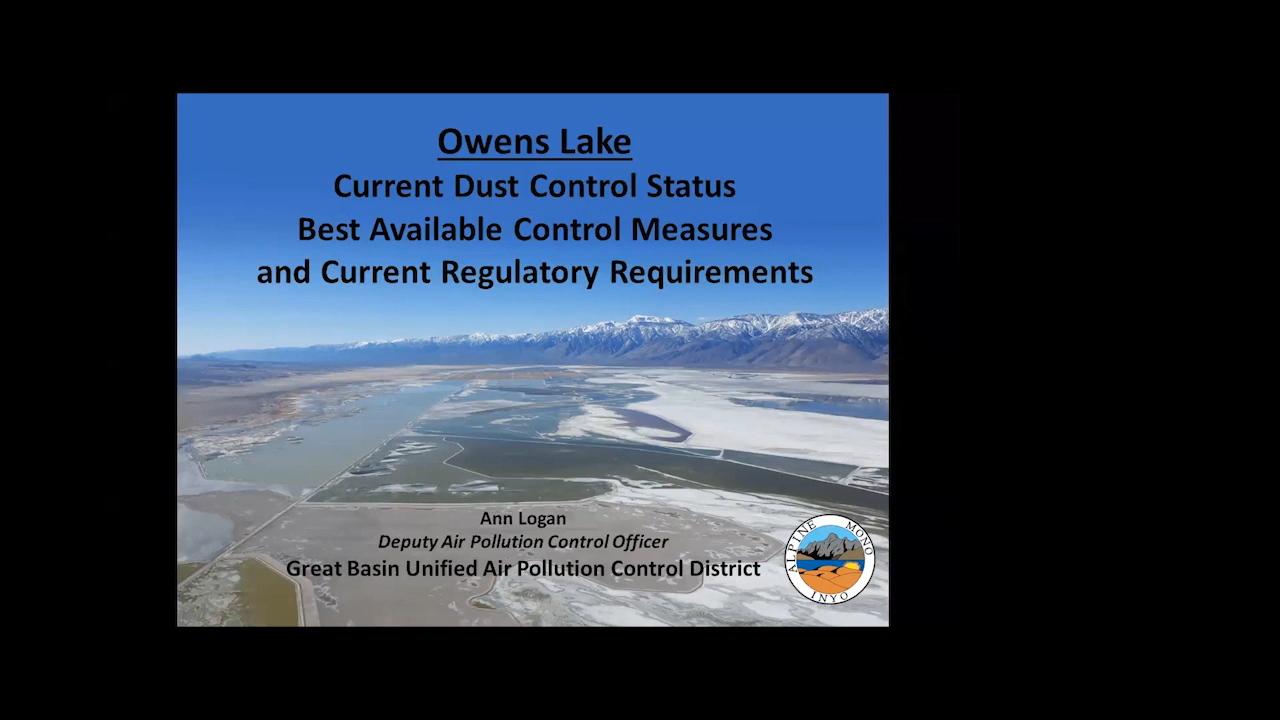 Owens Lake
Current Dust Control Status
Best Available Control Measures
and Current Regulatory Requirements
Ann Logan
Deputy Air Pollution Control Officer
Great Basin Unified Air Pollution Control District
ALPINE MONO
INYO